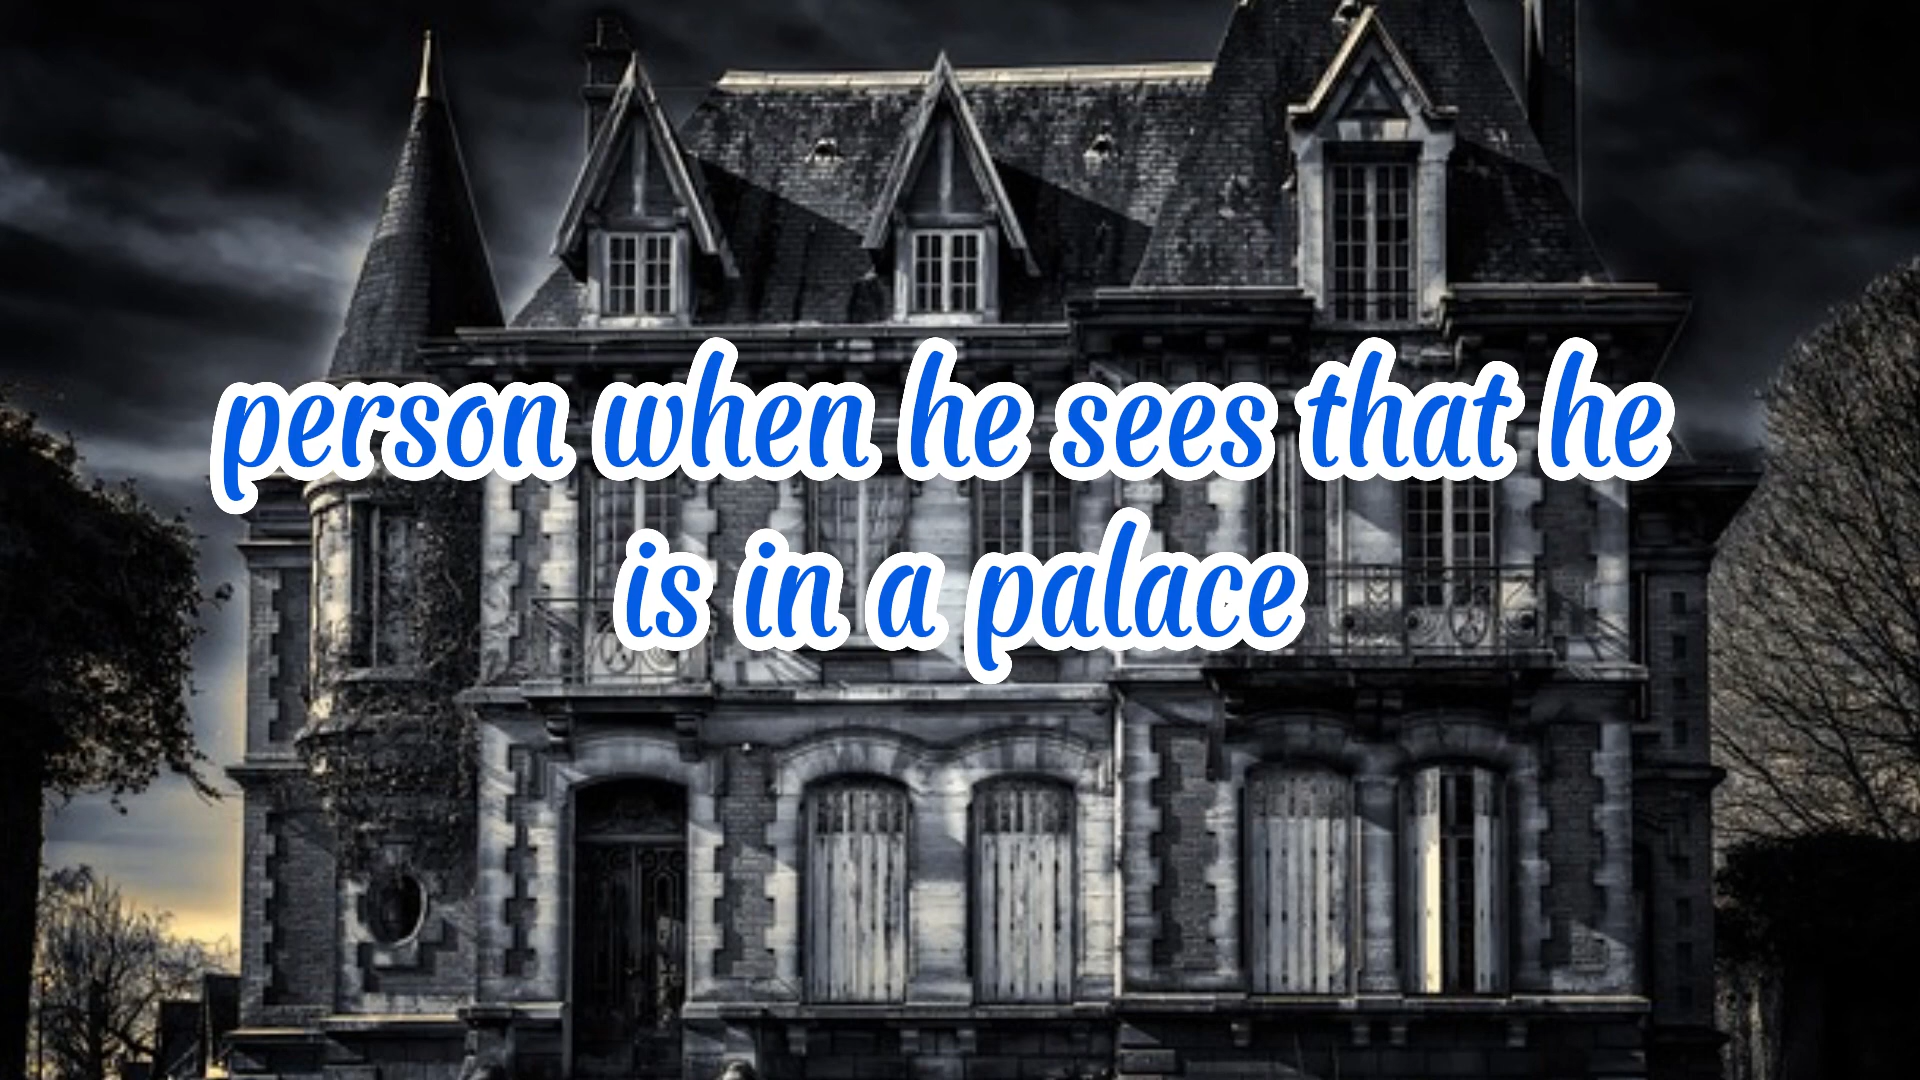 person when he sees that he
is in a palace